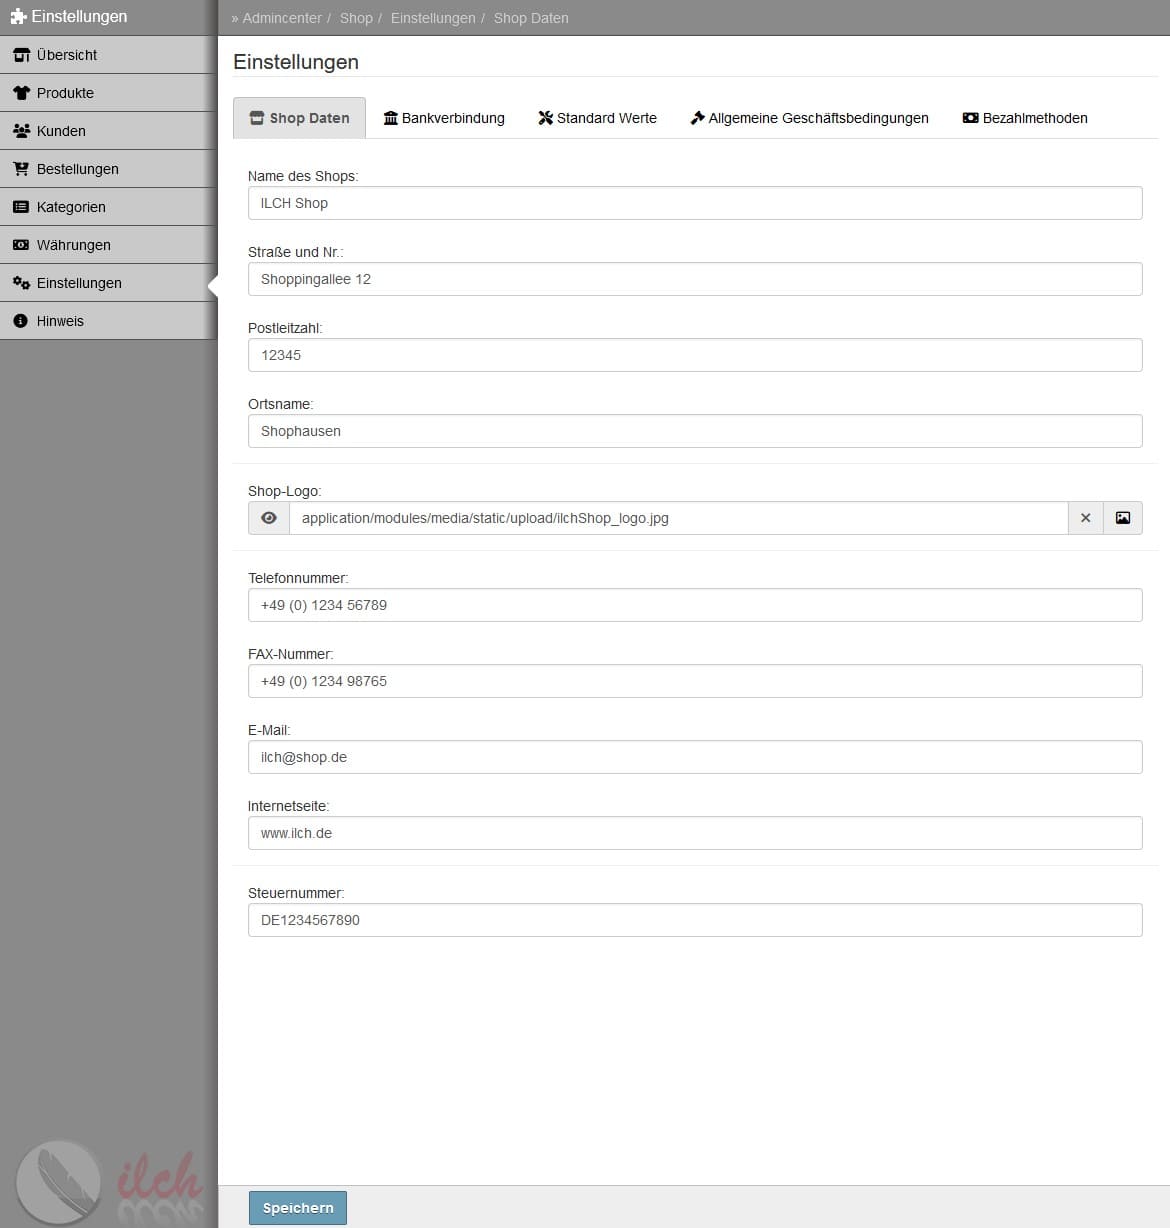 Einstellungen
» Admincenter / Shop / Einstellungen / Shop Daten
Übersicht
Produkte
Kunden
Bestellungen
Kategorien
Währungen
Einstellungen
Hinweis
Einstellungen
Shop Daten Bankverbindung Standard Werte Allgemeine Geschäftsbedingungen Bezahlmethoden
Name des Shops:
ILCH Shop
Straße und Nr.:
Shoppingallee 12
Postleitzahl:
12345
Ortsname:
Shophausen
Shop-Logo:
application/modules/media/static/upload/ilchShop_logo.jpg
Telefonnummer:
+49 (0) 1234 56789
FAX-Nummer:
+49 (0) 1234 98765
E-Mail:
ilch@shop.de
Internetseite:
www.ilch.de
Steuernummer:
DE1234567890
ilch
Speichern